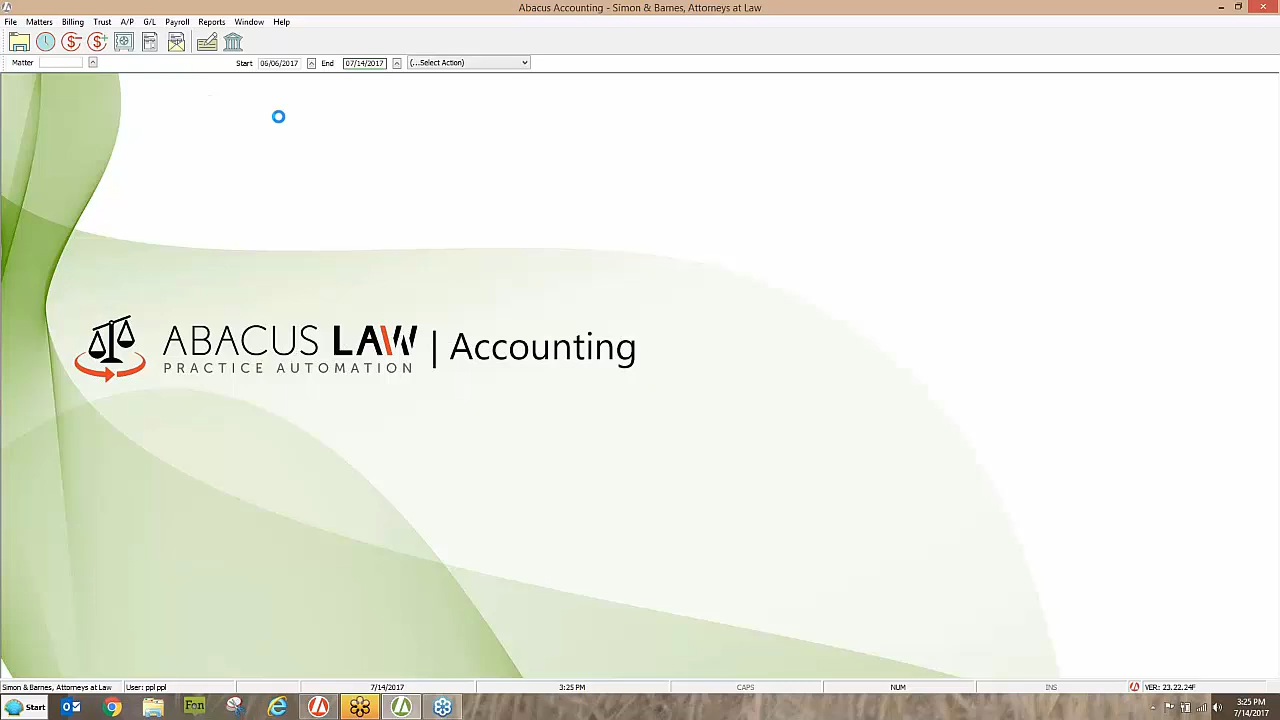 Abacus Accounting - Simon & Barnes, Attorneys at Law
File Matters Billing Trust A/P G/L Payroll Reports Window Help
Matter Start 06/06/2017 End 07/14/2017 (...Select Action)
ABACUS LAW | Accounting
PRACTICE AUTOMATION
Simon & Barnes, Attorneys at Law User: ppl ppl 7/14/2017 3:25 PM CAPS NUM INS VER: 23.22.24F
Start Fon 3:25 PM
7/14/2017